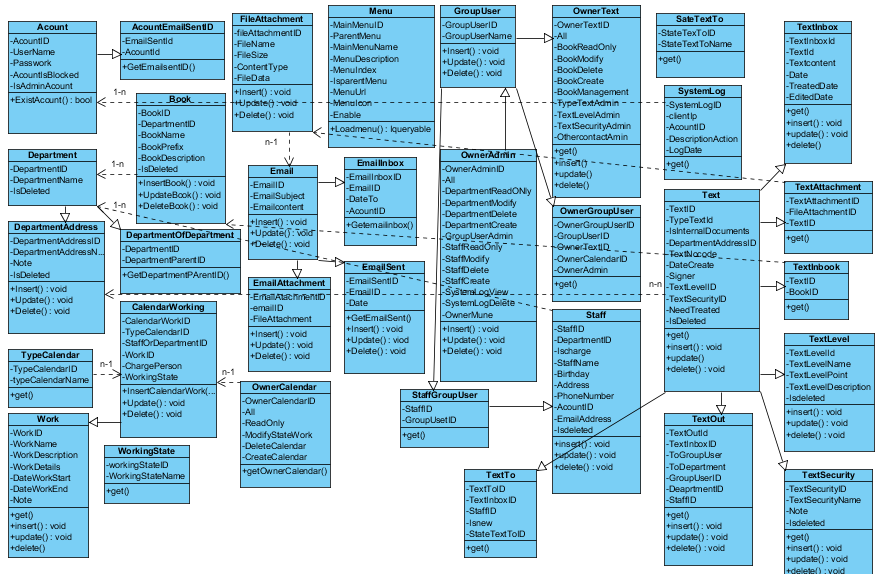 Acount
-AcountID
-UserName
-Passwork
-AcountIsBlocked
-IsAdminAcount
+ExistAcount() : bool
AcountEmailSentID
-EmailSentId
-AcountId
+GetEmailsentID()
FileAttachment
-fileAttachmentID
-FileName
-FileSize
-ContentType
-FileData
+Insert() : void
+Update() : void
+Delete() : void
Menu
-MainMenuID
-ParentMenu
-MainMenuName
-MenuDescription
-MenuIndex
-IsparentMenu
-MenuUrl
-MenuIcon
-Enable
+Loadmenu() : Iqueryable
GroupUser
-GroupUserID
-GroupUserName
+Insert() : void
+Update() : void
+Delete() : void
OwnerText
-OwnerTextID
-All
-BookReadOnly
-BookModify
-BookDelete
-BookCreate
-BookManagement
-TypeTextAdmin
-TextLevelAdmin
-TextSecurityAdmin
-OthercontactAmin
+get()
+insert()
+update()
+delete()
SateTextTo
-StateTexToID
-StateTextToName
+get()
TextInbox
-TextInboxId
-TextId
-Textcontent
-Date
-TreatedDate
-EditedDate
+get()
+insert() : void
+update() : void
+delete()
SystemLog
-SystemLogID
-clientIp
-AcountID
-DescriptionAction
-LogDate
+get()
1-n
Book
-BookID
-DepartmentID
-BookName
-BookPrefix
-BookDescription
-IsDeleted
+InsertBook() : void
+UpdateBook() : void
+DeleteBook() : void
n-1
Department
-DepartmentID
-DepartmentName
-IsDeleted
1-n
1-n
Email
-EmailID
-EmailSubject
-Emailcontent
+Insert() : void
+Update() : void
+Delete() : void
EmailInbox
-EmailInrboxID
-EmailID
-DateTo
-AcountID
+Getemailinbox()
OwnerAdmin
-OwnerAdminID
-All
-DepartmentReadONly
-DepartmentModify
-DepartmentDelete
-DepartmentCreate
-GroupUserAdmin
-StaffReadOnly
-StaffModify
-StaffDelete
-StaffCreate
-SystemLogView
-SystemLogDelete
-OwnerMune
+Insert() : void
+Update() : void
+Delete() : void
OwnerGroupUser
-OwnerGroupUserID
-GroupUserID
-OwnerTextID
-OwnerCalendarID
-OwnerAdmin
+get()
Text
-TextID
-TypeTextId
-IsInternalDocuments
-DepartmentAddressID
-TextNocode
-DateCreate
-Signer
-TextLevelID
-TextSecurityID
-NeedTreated
-IsDeleted
+get()
+insert() : void
+update()
+delete() : void
TextAttachment
-TextAttachmentID
-FileAttachmentID
-TextID
+get()
DepartmentAddress
-DepartmentAddressID
-DepartmentAddressN...
-Note
-IsDeleted
+Insert() : void
+Update() : void
+Delete() : void
DepartmentOfDepartment
-DepartmentID
-DepartmentParentID
+GetDepartmentPArentID()
EmailSent
-EmailSentID
-EmailID
-Date
+GetEmailSent()
+Insert() : void
+Update() : void
+Delete() : void
TextInbook
-TextID
-BookID
+get()
n-n
EmailAttachment
-EmailAtachmentID
-emailID
-FileAttachment
+Insert() : void
+Update() : void
+Delete() : void
CalendarWorking
-CalendarWorkID
-TypeCalendarID
-StaffOrDepartmentID
-WorkID
-ChargePerson
-WorkingState
+InsertCalendarWork(...
+Update() : void
+Delete() : void
Staff
-StaffID
-DepartmentID
-Ischarge
-StaffName
-Birthday
-Address
-PhoneNumber
-AcountID
-EmailAddress
-Isdeleted
+insert() : void
+update() : void
+delete() : void
TextLevel
-TextLevelId
-TextLevelName
-TextLevelPoint
-TextLevelDescription
-Isdeleted
+insert() : void
+update() : void
+delete() : void
TypeCalendar
-TypeCalendarID
-typeCalendarName
+get()
n-1
n-1
OwnerCalendar
-OwnerCalendarID
-All
-ReadOnly
-ModifyStateWork
-DeleteCalendar
-CreateCalendar
+getOwnerCalendar()
StaffGroupUser
-StaffID
-GroupUsetID
+get()
Work
-WorkID
-WorkName
-WorkDescription
-WorkDetails
-DateWorkStart
-DateWorkEnd
-Note
+get()
+insert() : void
+update() : void
+delete()
WorkingState
-workingStateID
-WorkingStateName
+get()
TextTo
-TextToID
-TextInboxID
-StaffID
-Isnew
-StateTextToID
+get()
TextOut
-TextOutId
-TextInboxID
-ToGroupUser
-ToDepartment
-GroupUserID
-DeaprtmentID
-StaffID
+get()
+insert() : void
+update() : void
+delete() : void
TextSecurity
-TextSecurityID
-TextSecurityName
-Note
-Isdeleted
+get()
+insert() : void
+update() : void
+delete() : void